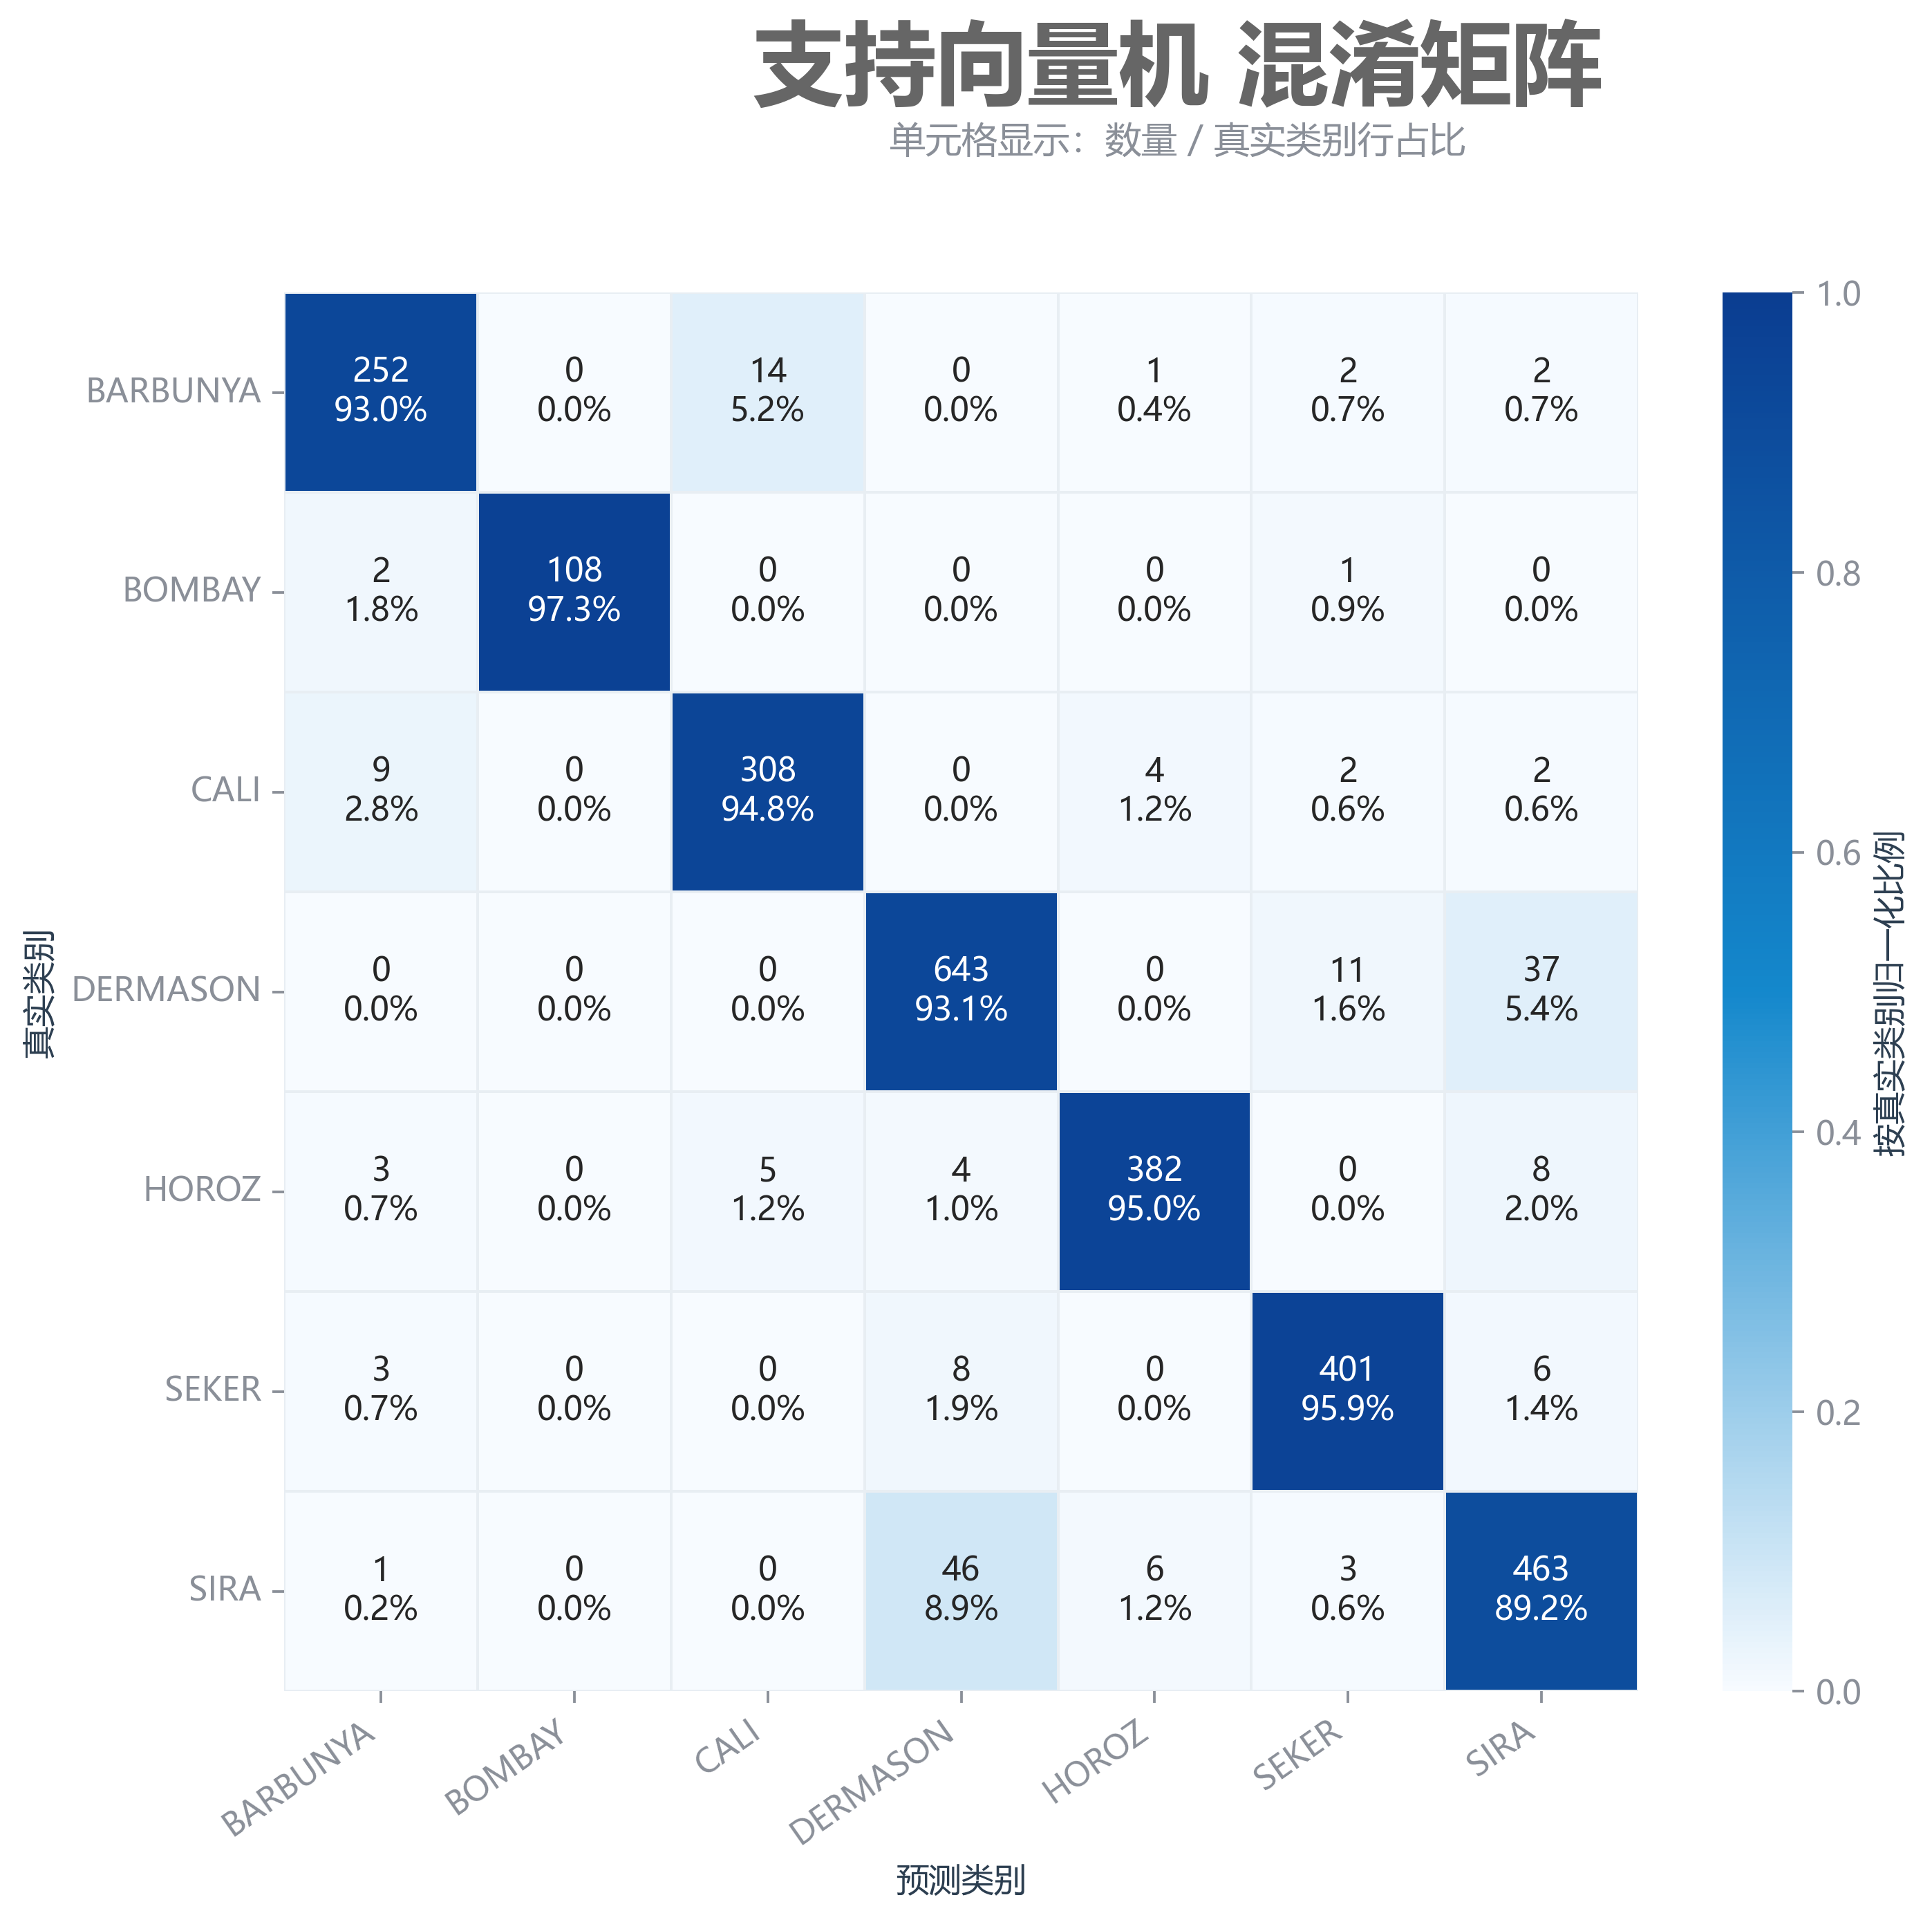 支持向量机 混淆矩阵
单元格显示：数量 / 真实类别行占比
真实类别
BARBUNYA
252 0 14 0 1 2 2
93.0% 0.0% 5.2% 0.0% 0.4% 0.7% 0.7%
BOMBAY
2 108 0 0 0 1 0
1.8% 97.3% 0.0% 0.0% 0.0% 0.9% 0.0%
CALI
9 0 308 0 4 2 2
2.8% 0.0% 94.8% 0.0% 1.2% 0.6% 0.6%
DERMASON
0 0 0 643 0 11 37
0.0% 0.0% 0.0% 93.1% 0.0% 1.6% 5.4%
HOROZ
3 0 5 4 382 0 8
0.7% 0.0% 1.2% 1.0% 95.0% 0.0% 2.0%
SEKER
3 0 0 8 0 401 6
0.7% 0.0% 0.0% 1.9% 0.0% 95.9% 1.4%
SIRA
1 0 0 46 6 3 463
0.2% 0.0% 0.0% 8.9% 1.2% 0.6% 89.2%
BARBUNYA BOMBAY CALI DERMASON HOROZ SEKER SIRA
预测类别
1.0
0.8
0.6
0.4
0.2
0.0
按真实类别归一化比例